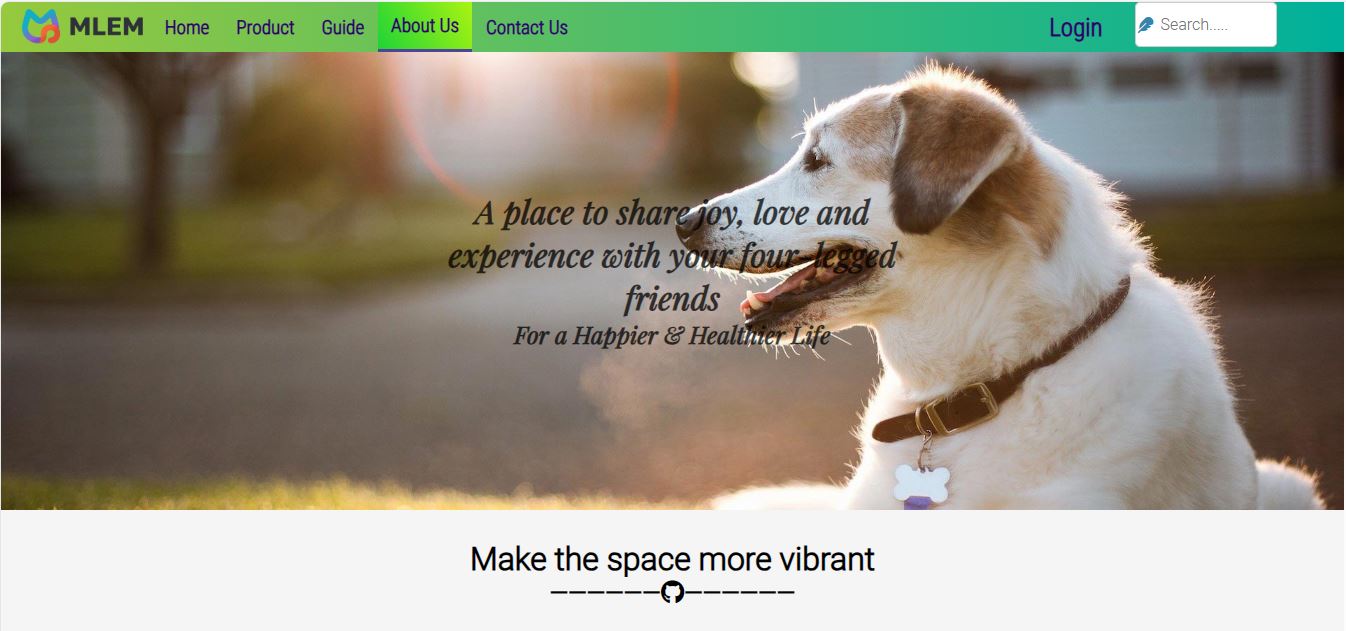 MLEM
Home
Product
Guide
About Us
Contact Us
Login
Search.....
A place to share joy, love and
experience with your four-legged
friends
For a Happier & Healthier Life
Make the space more vibrant